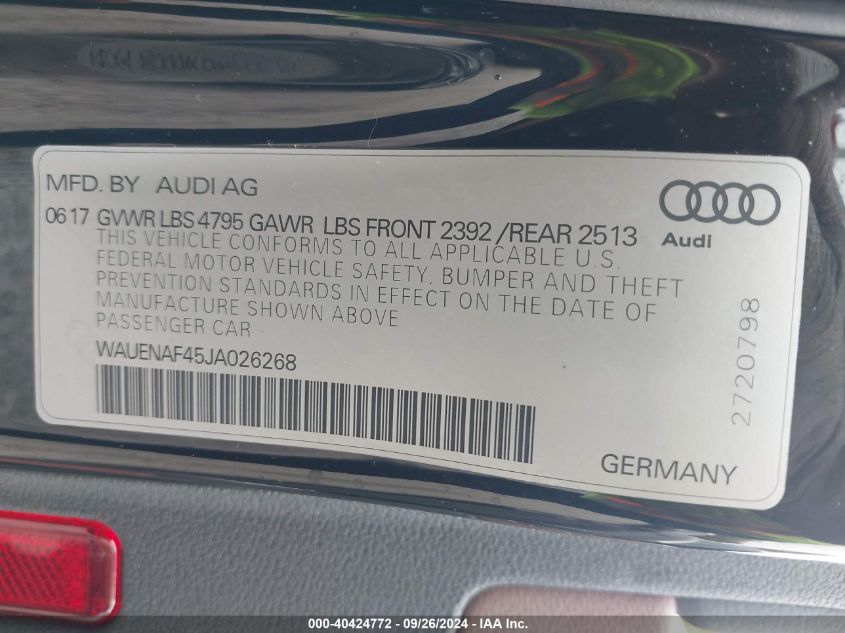 MFD. BY AUDI AG
06 17 GVWR LBS 4795 GAWR LBS FRONT 2392 /REAR 2513
THIS VEHICLE CONFORMS TO ALL APPLICABLE U.S.
FEDERAL MOTOR VEHICLE SAFETY, BUMPER AND THEFT
PREVENTION STANDARDS IN EFFECT ON THE DATE OF
MANUFACTURE SHOWN ABOVE
PASSENGER CAR
WAUENAF45JA026268
Audi
2720798
GERMANY
000-40424772 - 09/26/2024 - IAA Inc.